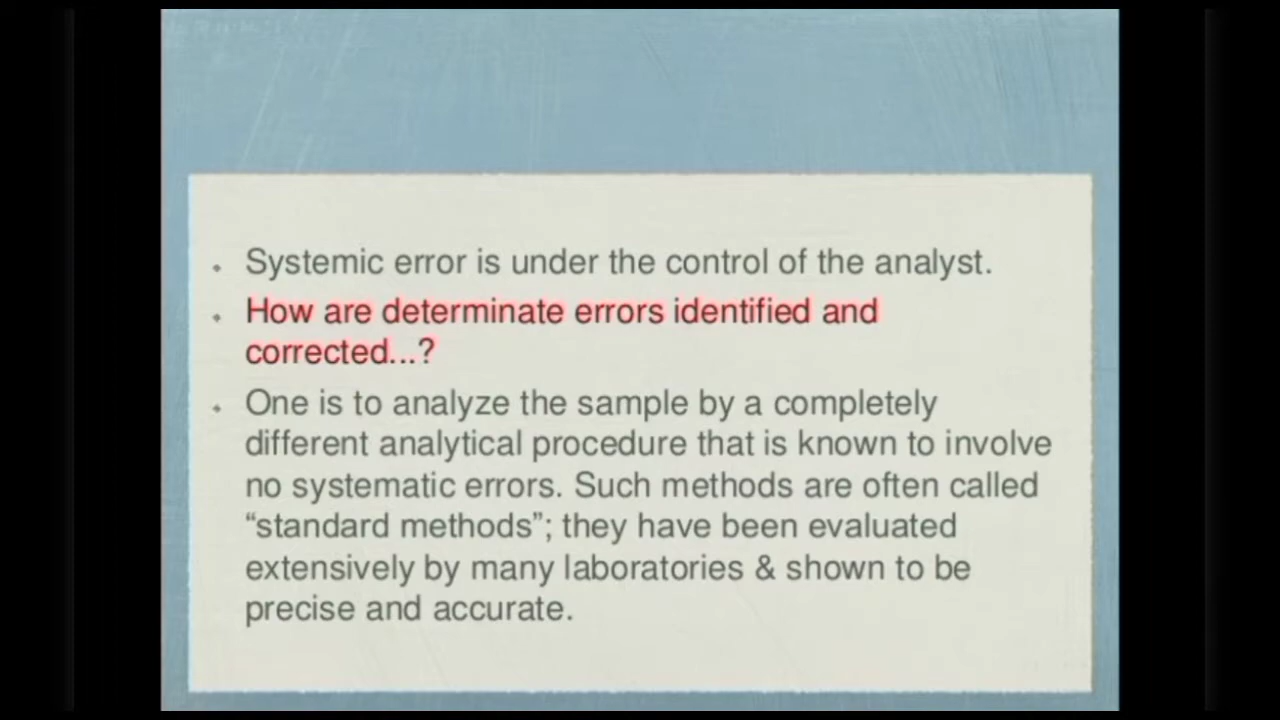 Systemic error is under the control of the analyst.
How are determinate errors identified and
corrected...?
One is to analyze the sample by a completely
different analytical procedure that is known to involve
no systematic errors. Such methods are often called
“standard methods”; they have been evaluated
extensively by many laboratories & shown to be
precise and accurate.